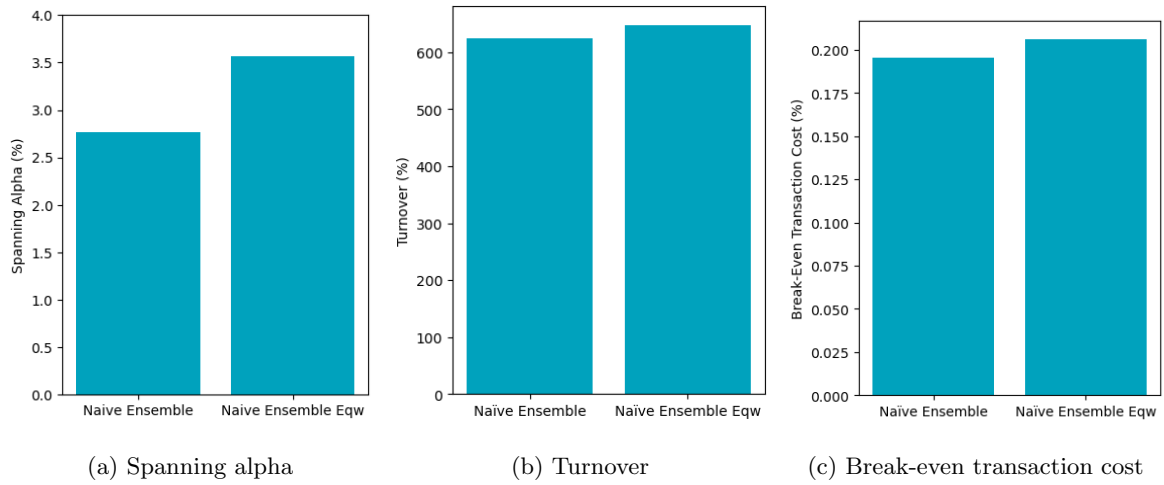 4.0
3.5
3.0
2.5
2.0
1.5
1.0
0.5
0.0
Spanning Alpha (%)
Naive Ensemble
Naive Ensemble Eqw
600
500
400
300
200
100
0
Turnover (%)
Naïve Ensemble
Naïve Ensemble Eqw
0.200
0.175
0.150
0.125
0.100
0.075
0.050
0.025
0.000
Break-Even Transaction Cost (%)
Naïve Ensemble
Naïve Ensemble Eqw
(a) Spanning alpha
(b) Turnover
(c) Break-even transaction cost